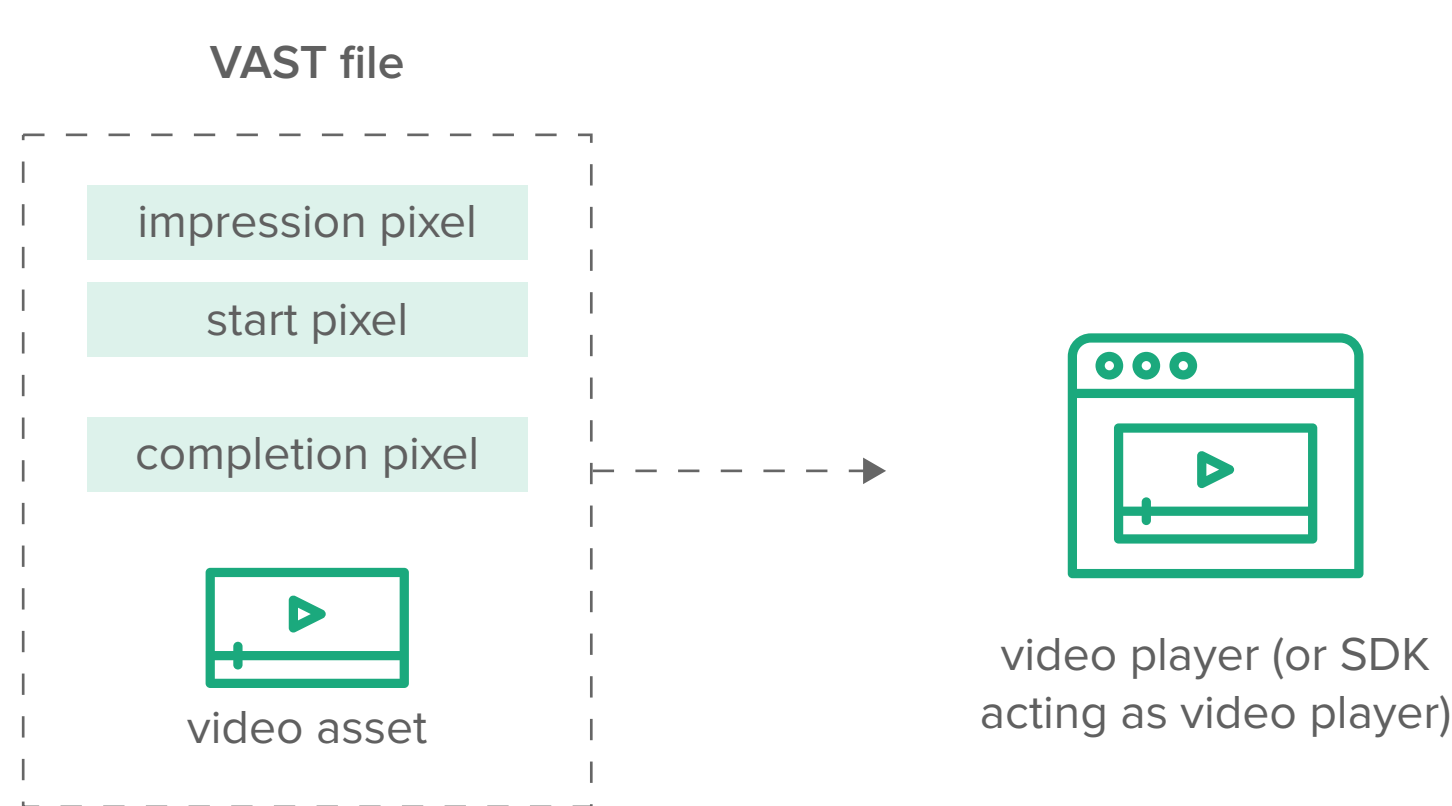 VAST file
impression pixel
start pixel
completion pixel
video asset
video player (or SDK
acting as video player)